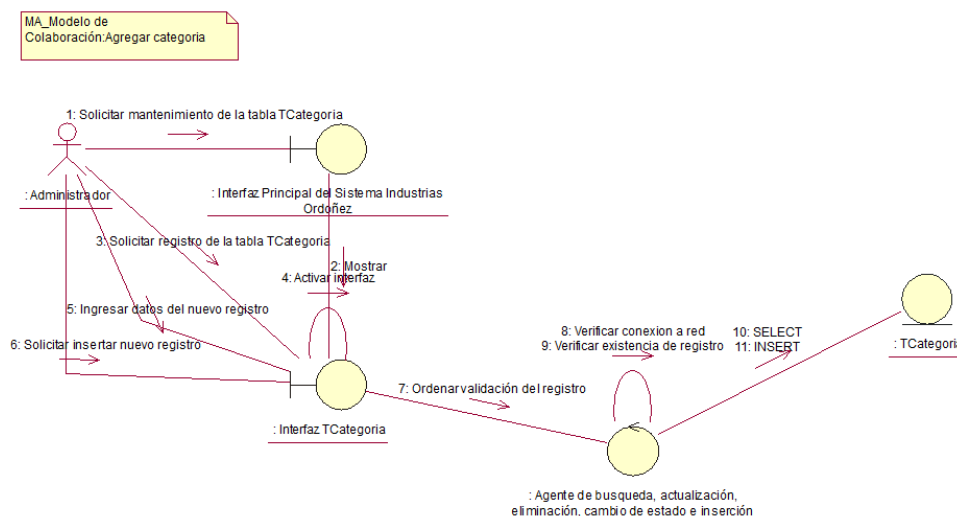 MA_Modelo de
Colaboración:Agregar categoria
1: Solicitar mantenimiento de la tabla TCategoria
: Administrador
: Interfaz Principal del Sistema Industrias
Ordoñez
3: Solicitar registro de la tabla TCategoria
2: Mostrar
4: Activar interfaz
5: Ingresar datos del nuevo registro
6: Solicitar insertar nuevo registro
8: Verificar conexion a red
9: Verificar existencia de registro
10: SELECT
11: INSERT
: TCategoria
7: Ordenar validación del registro
: Interfaz TCategoria
: Agente de busqueda, actualización,
eliminación, cambio de estado e inserción